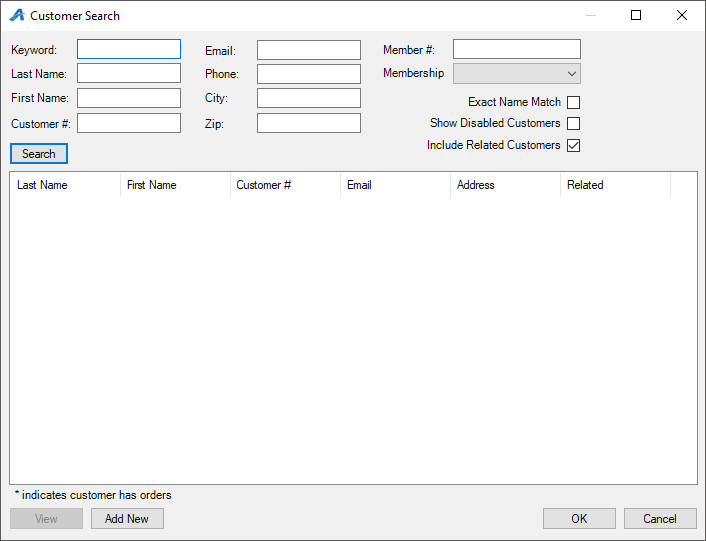 Customer Search
Keyword: Email: Member #:
Last Name: Phone: Membership
First Name: City: Exact Name Match
Customer #: Zip: Show Disabled Customers
Search Include Related Customers
Last Name First Name Customer # Email Address Related
* indicates customer has orders
View Add New OK Cancel